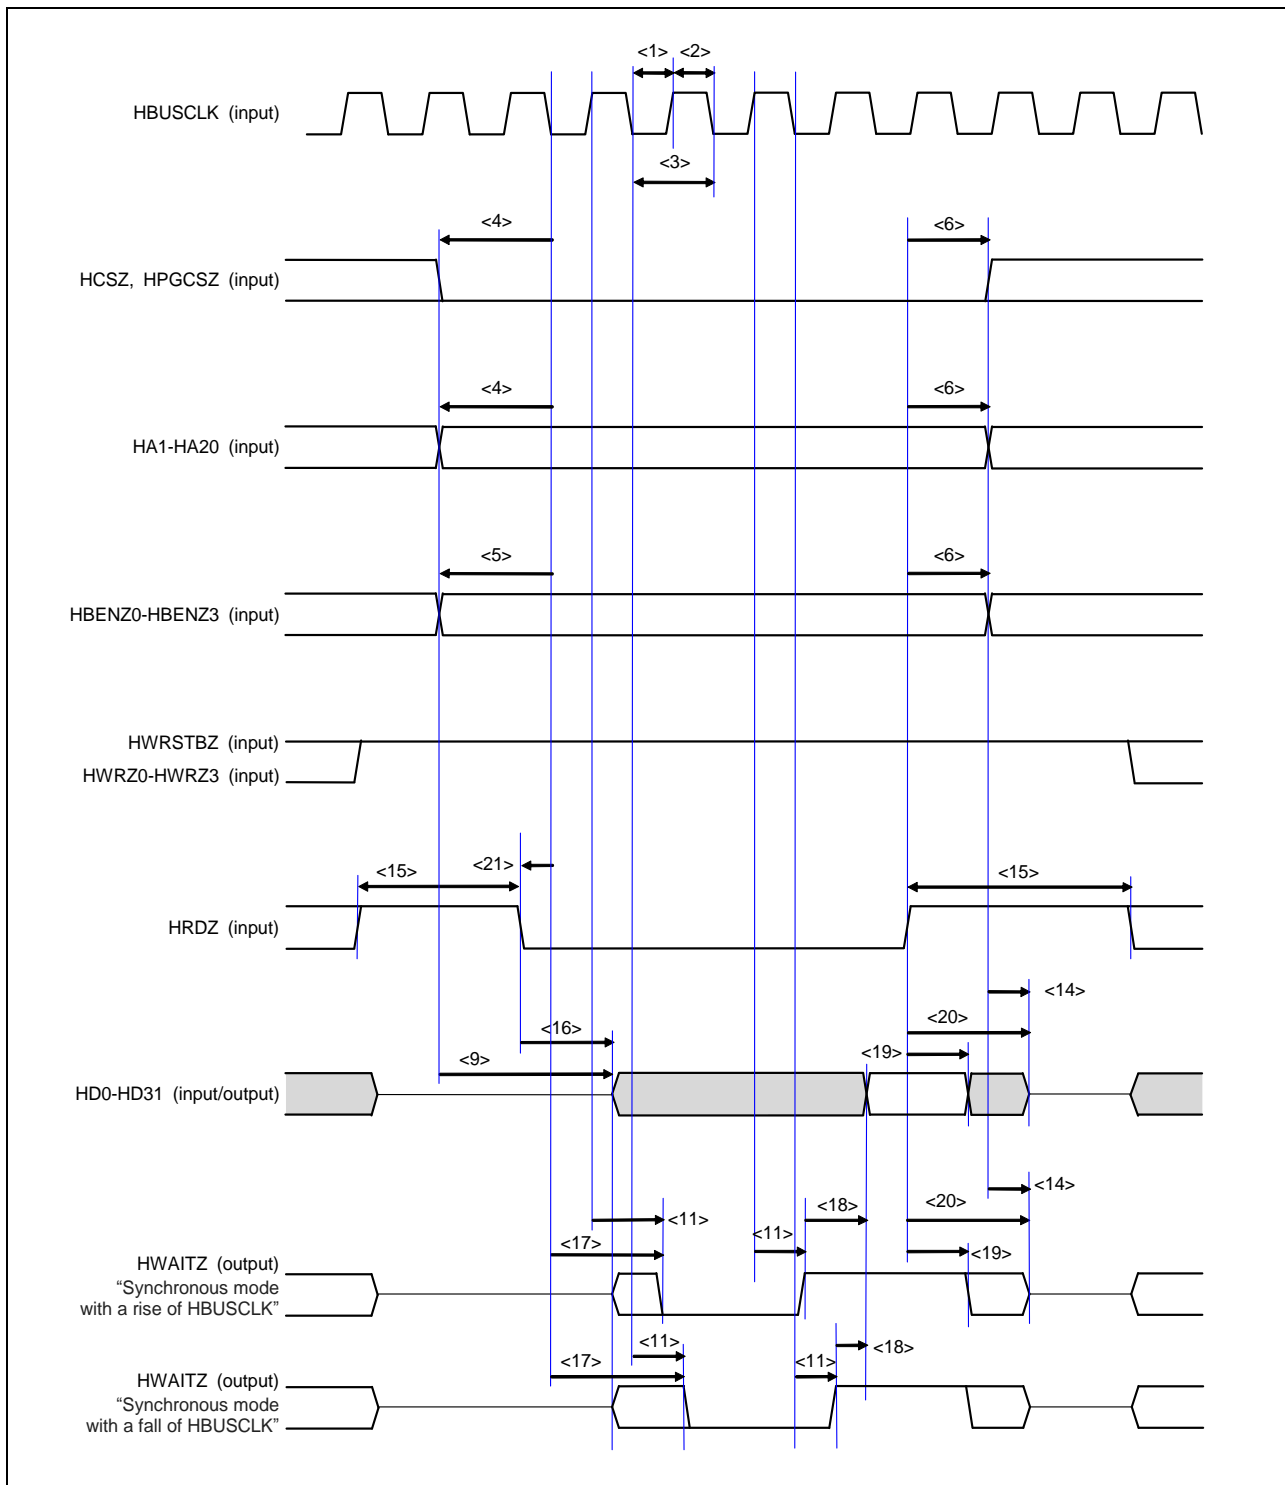 <1> <2>
HBUSCLK (input)
<3>
<4> <6>
HCSZ, HPGCSZ (input)
<4> <6>
HA1-HA20 (input)
<5> <6>
HBENZ0-HBENZ3 (input)
HWRSTBZ (input)
HWRZ0-HWRZ3 (input)
<15> <21> <15>
HRDZ (input)
<14>
<20>
<16>
<19>
<9>
HD0-HD31 (input/output)
<14>
<18> <20>
<11>
<17> <11> <19>
HWAITZ (output)
“Synchronous mode
with a rise of HBUSCLK”
<11> <18>
<17> <11>
HWAITZ (output)
“Synchronous mode
with a fall of HBUSCLK”